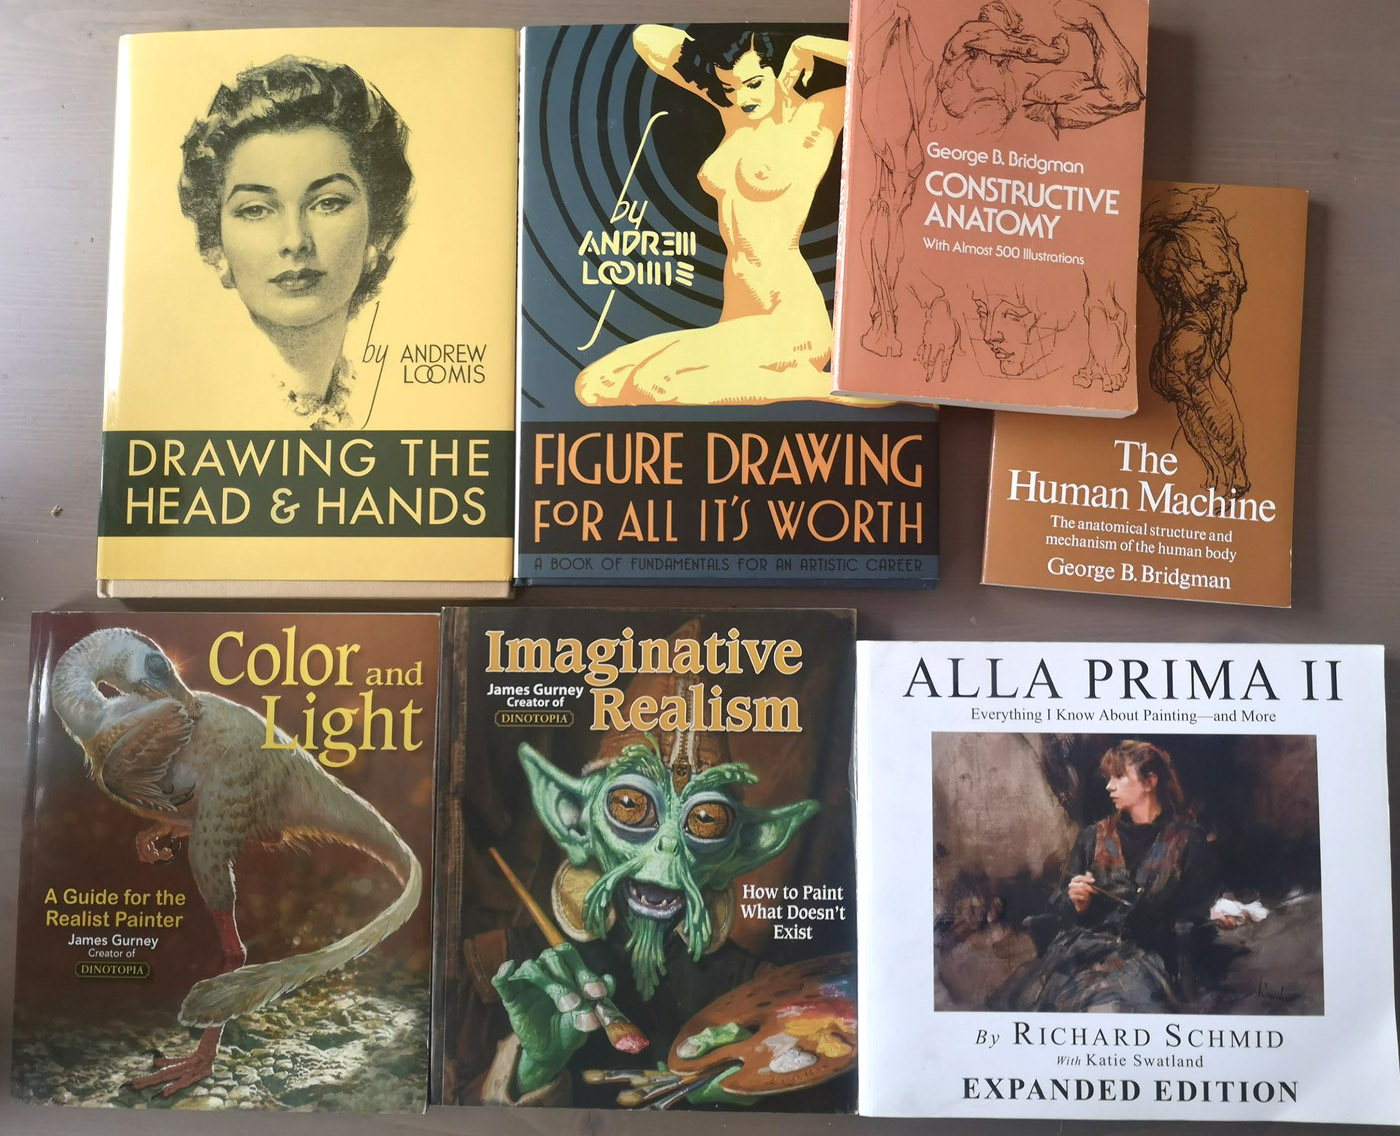 by ANDREW
LOOMIS
DRAWING THE
HEAD & HANDS
by
ANDREW
LOOMIS
FIGURE DRAWING
FOR ALL IT'S WORTH
A BOOK OF FUNDAMENTALS FOR AN ARTISTIC CAREER
George B. Bridgman
CONSTRUCTIVE
ANATOMY
With Almost 500 Illustrations
The
Human Machine
The anatomical structure and
mechanism of the human body
George B. Bridgman
Color and
Light
A Guide for the
Realist Painter
James Gurney
Creator of
DINOTOPIA
Imaginative
Realism
James Gurney
Creator of
DINOTOPIA
How to Paint
What Doesn't
Exist
ALLA PRIMA II
Everything I Know About Painting—and More
By RICHARD SCHMID
With Katie Swatland
EXPANDED EDITION